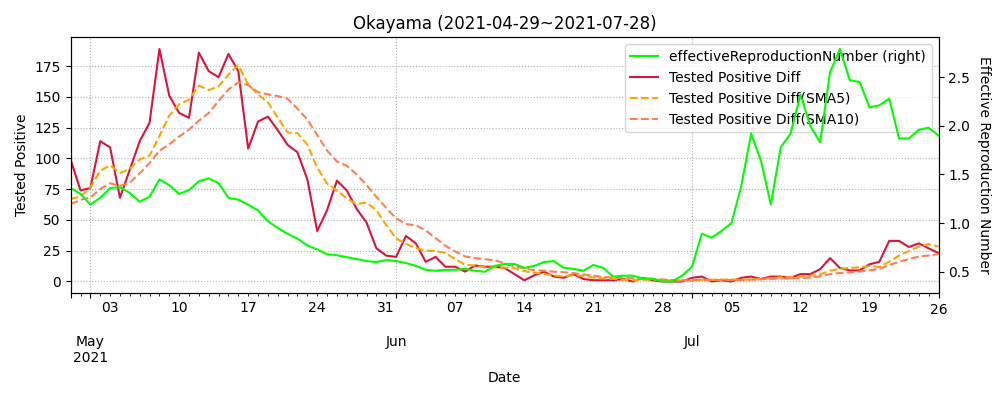 Okayama (2021-04-29~2021-07-28)
effectiveReproductionNumber (right)
Tested Positive Diff
Tested Positive Diff(SMA5)
Tested Positive Diff(SMA10)
Tested Positive
175
150
125
100
75
50
25
0
Effective Reproduction Number
2.5
2.0
1.5
1.0
0.5
03 10 17 24 07 14 21 28 05 12 19 26
May Jun Jul
2021
Date